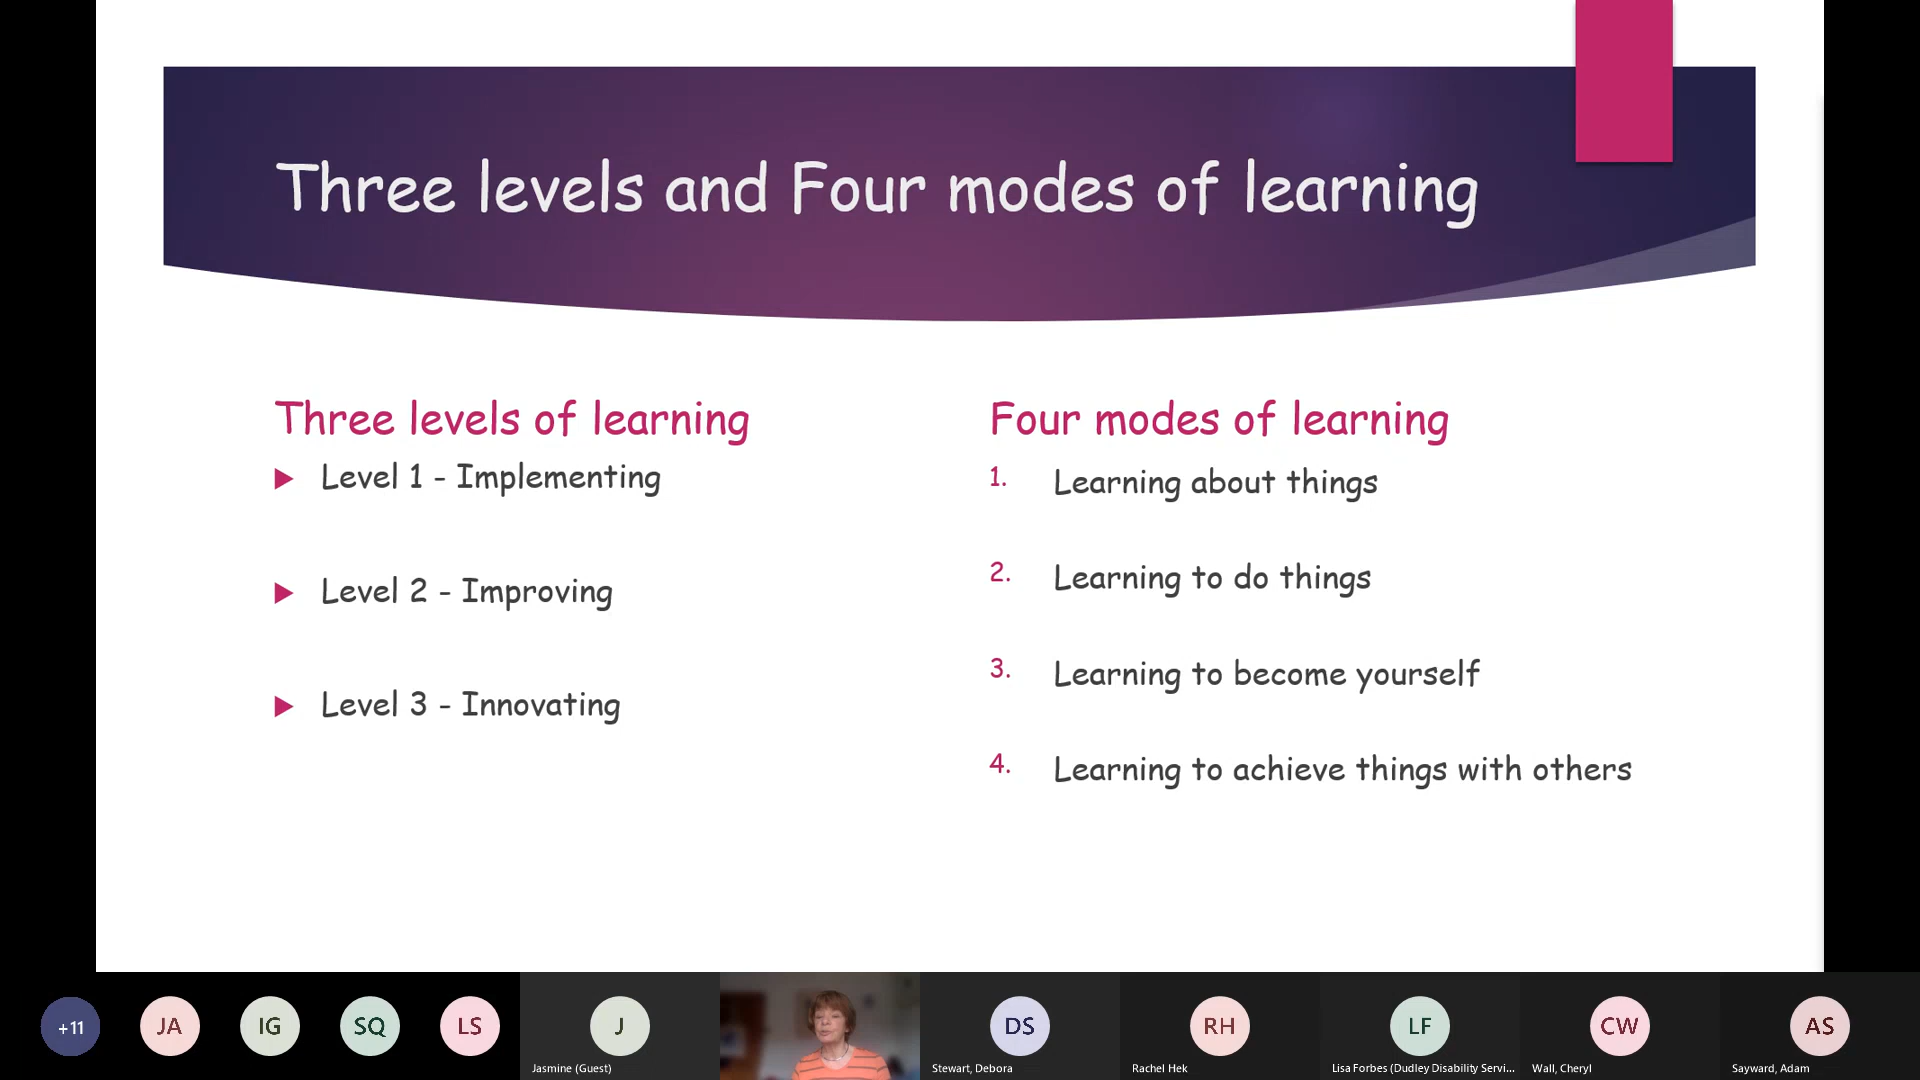 Three levels and Four modes of learning
Three levels of learning
Level 1 - Implementing
Level 2 - Improving
Level 3 - Innovating
Four modes of learning
1. Learning about things
2. Learning to do things
3. Learning to become yourself
4. Learning to achieve things with others
+11
JA
IG
SQ
LS
J
Jasmine (Guest)
DS
Stewart, Debora
RH
Rachel Hek
LF
Lisa Forbes (Dudley Disability Servi...
CW
Wall, Cheryl
AS
Sayward, Adam